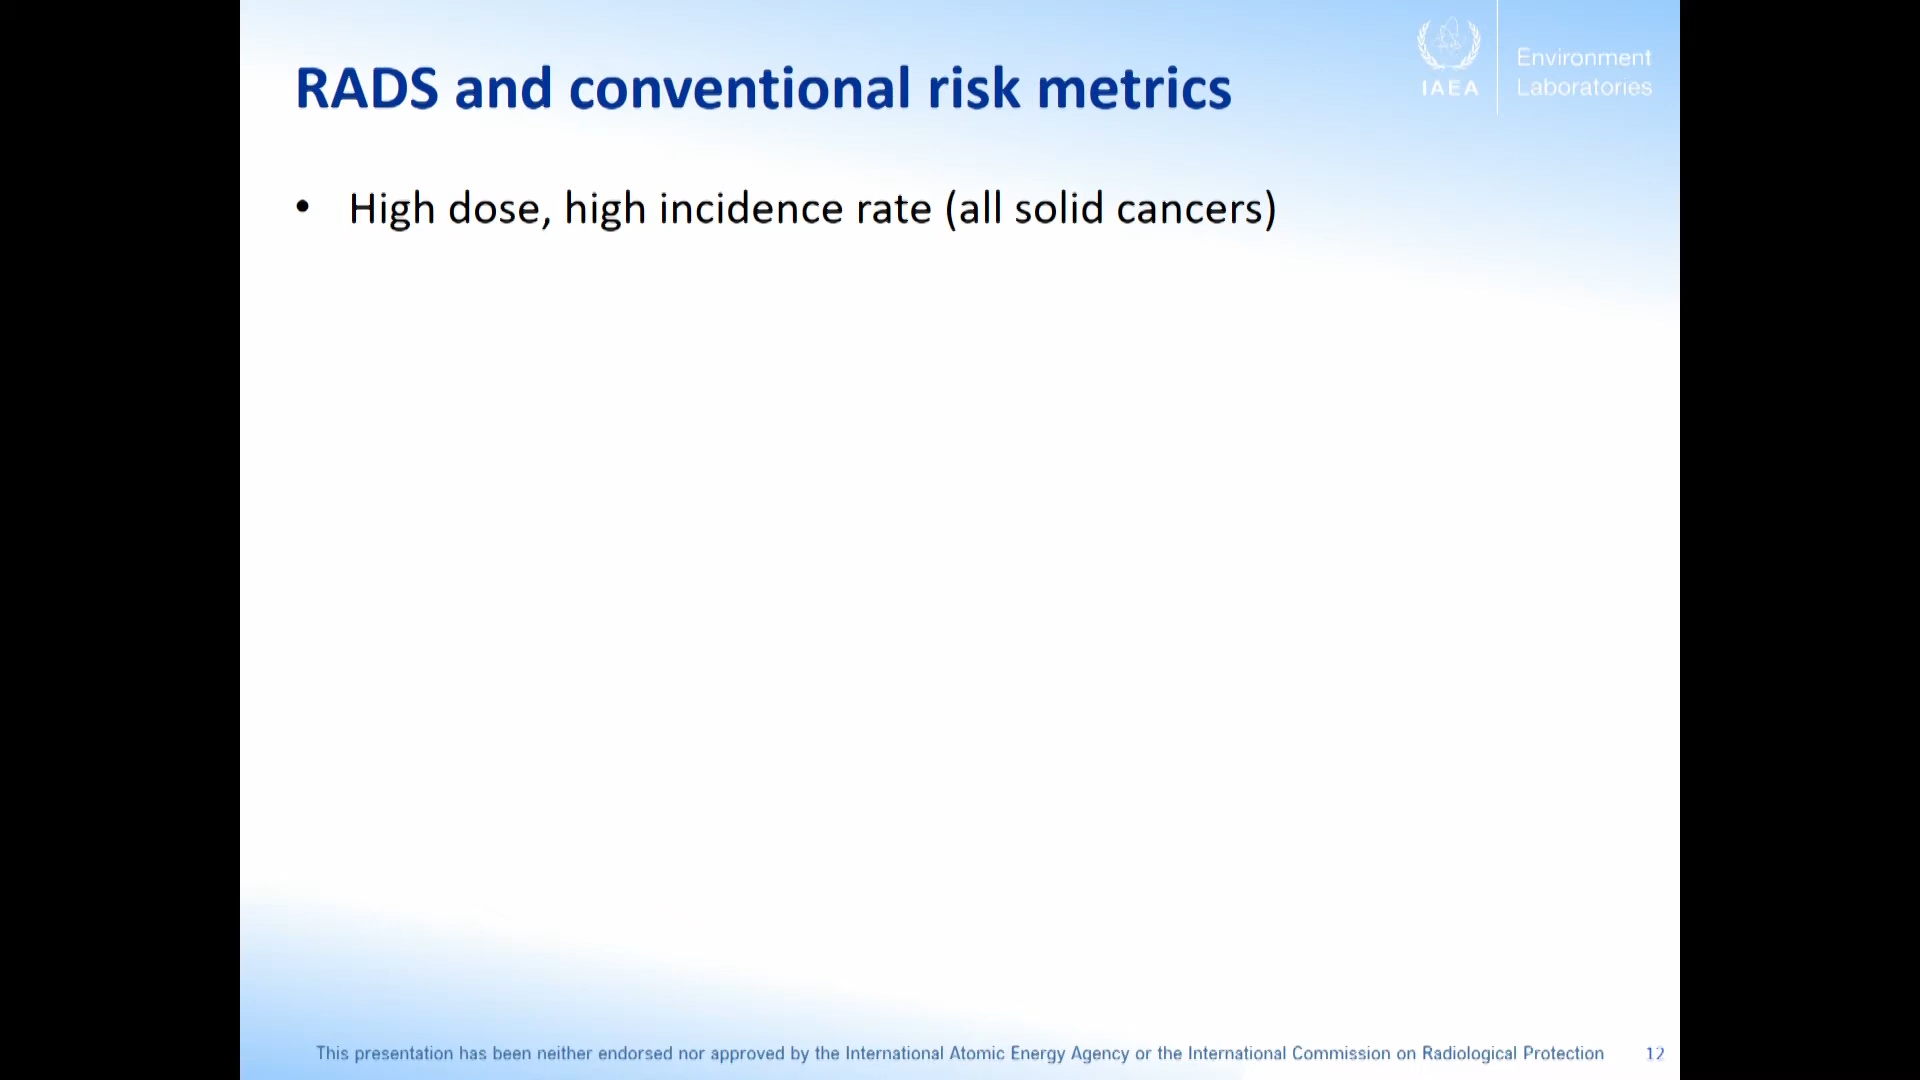 RADS and conventional risk metrics
IAEA
Environment
Laboratories
• High dose, high incidence rate (all solid cancers)
This presentation has been neither endorsed nor approved by the International Atomic Energy Agency or the International Commission on Radiological Protection
12